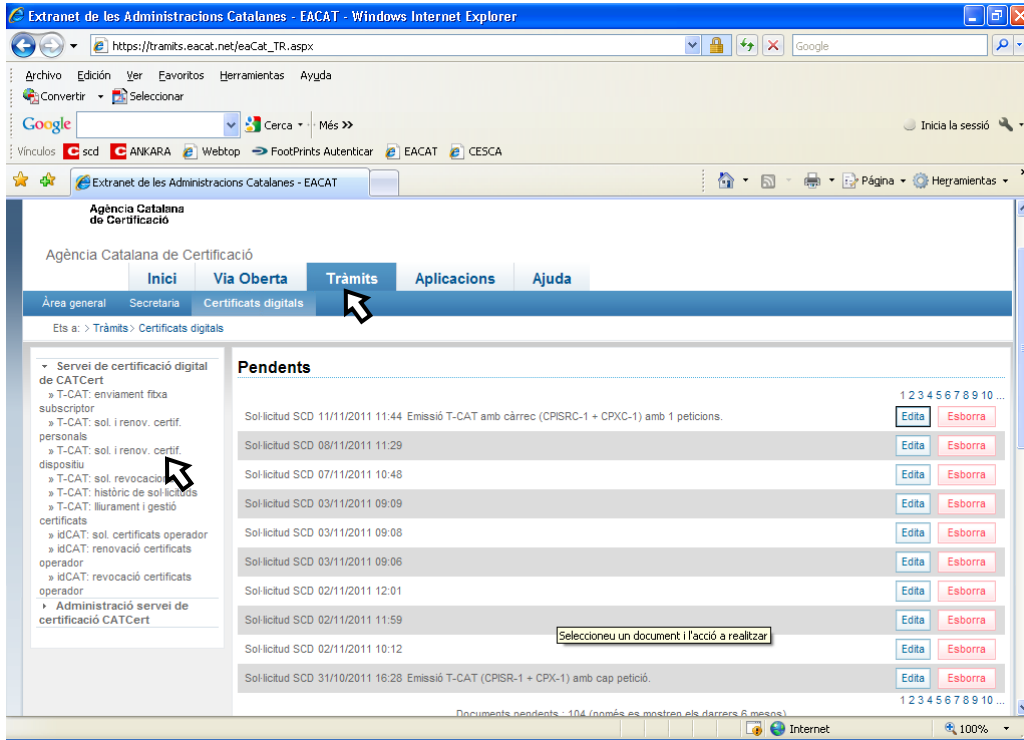 Extranet de les Administracions Catalanes - EACAT - Windows Internet Explorer
https://tramits.eacat.net/eaCat_TR.aspx
Google
Archivo Edición Ver Favoritos Herramientas Ayuda
Convertir Seleccionar
Google Cerca Més >> Inicia la sessió
Vínculos scd ANKARA Webtop FootPrints Autenticar EACAT CESCA
Extranet de les Administracions Catalanes - EACAT
Página Herramientas
Agència Catalana
de Certificació
Agència Catalana de Certificació
Inici Via Oberta Tràmits Aplicacions Ajuda
Àrea general Secretaria Certificats digitals
Ets a: > Tràmits > Certificats digitals
Servei de certificació digital
de CATCert
» T-CAT: enviament fitxa
subscriptor
» T-CAT: sol. i renov. certif.
personals
» T-CAT: sol. i renov. certif.
dispositiu
» T-CAT: sol. revocació
» T-CAT: històric de sol·licituds
» T-CAT: lliurament i gestió
certificats
» idCAT: sol. certificats operador
» idCAT: renovació certificats
operador
» idCAT: revocació certificats
operador
Administració servei de
certificació CATCert
Pendents
1 2 3 4 5 6 7 8 9 10 ...
Sol·licitud SCD 11/11/2011 11:44 Emissió T-CAT amb càrrec (CPISRC-1 + CPXC-1) amb 1 peticions. Edita Esborra
Sol·licitud SCD 08/11/2011 11:29 Edita Esborra
Sol·licitud SCD 07/11/2011 10:48 Edita Esborra
Sol·licitud SCD 03/11/2011 09:09 Edita Esborra
Sol·licitud SCD 03/11/2011 09:08 Edita Esborra
Sol·licitud SCD 03/11/2011 09:06 Edita Esborra
Sol·licitud SCD 02/11/2011 12:01 Edita Esborra
Sol·licitud SCD 02/11/2011 11:59 Edita Esborra
Seleccioneu un document i l'acció a realitzar
Sol·licitud SCD 02/11/2011 10:12 Edita Esborra
Sol·licitud SCD 31/10/2011 16:28 Emissió T-CAT (CPISR-1 + CPX-1) amb cap petició. Edita Esborra
1 2 3 4 5 6 7 8 9 10 ...
Documents pendents : 104 (només es mostren els darrers 6 mesos)
Internet 100%